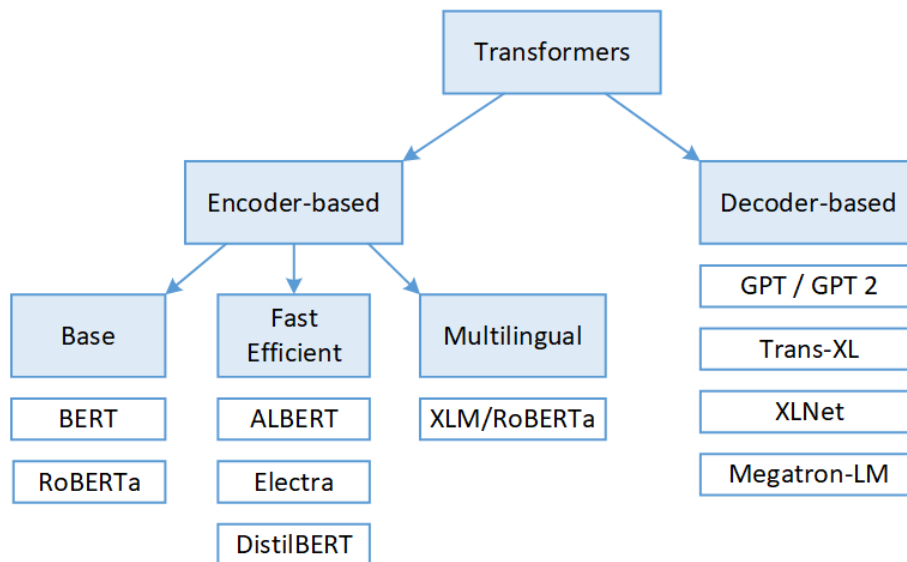 Transformers
Encoder-based
Decoder-based
Base
Fast
Efficient
Multilingual
BERT
RoBERTa
ALBERT
Electra
DistilBERT
XLM/RoBERTa
GPT / GPT 2
Trans-XL
XLNet
Megatron-LM